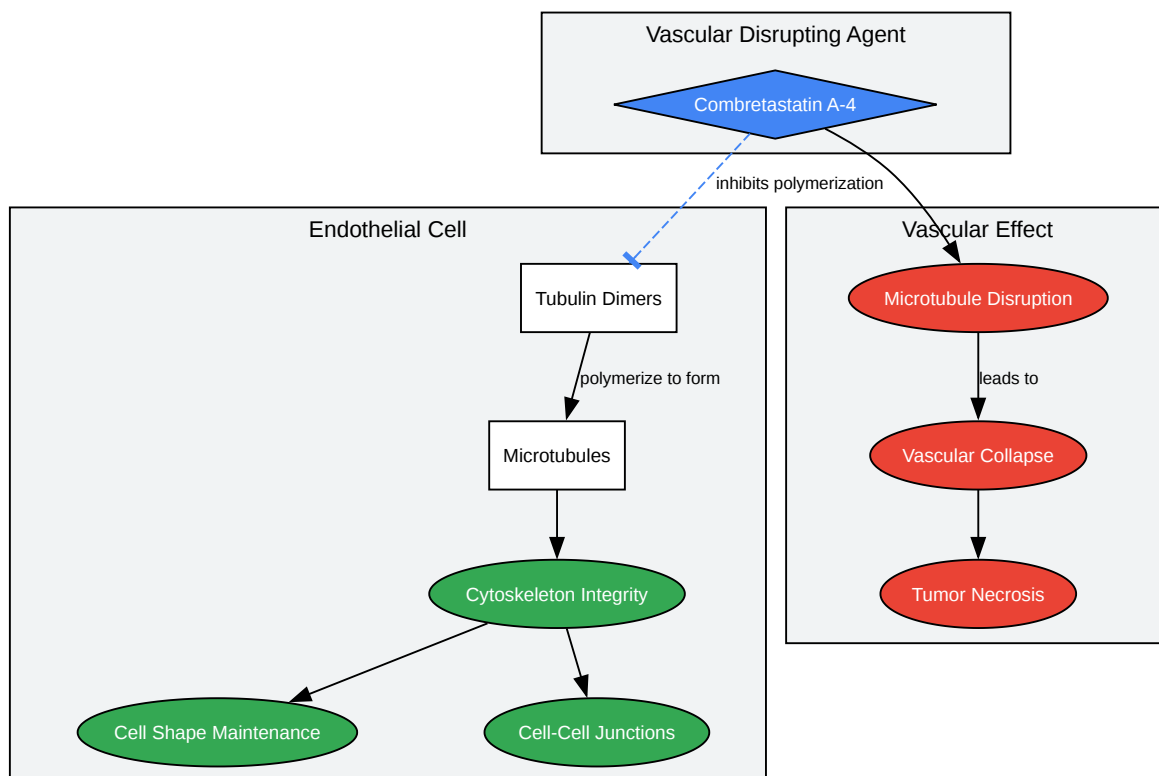 Vascular Disrupting Agent
Combretastatin A-4
inhibits polymerization
Endothelial Cell
Vascular Effect
Tubulin Dimers
Microtubule Disruption
polymerize to form
leads to
Microtubules
Vascular Collapse
Cytoskeleton Integrity
Tumor Necrosis
Cell Shape Maintenance
Cell-Cell Junctions